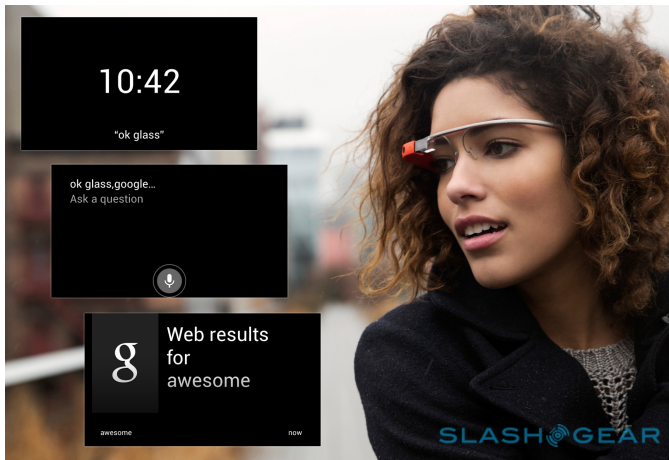 10:42
“ok glass”
ok glass,google...
Ask a question
g
Web results
for
awesome
awesome
now
SLASHGEAR